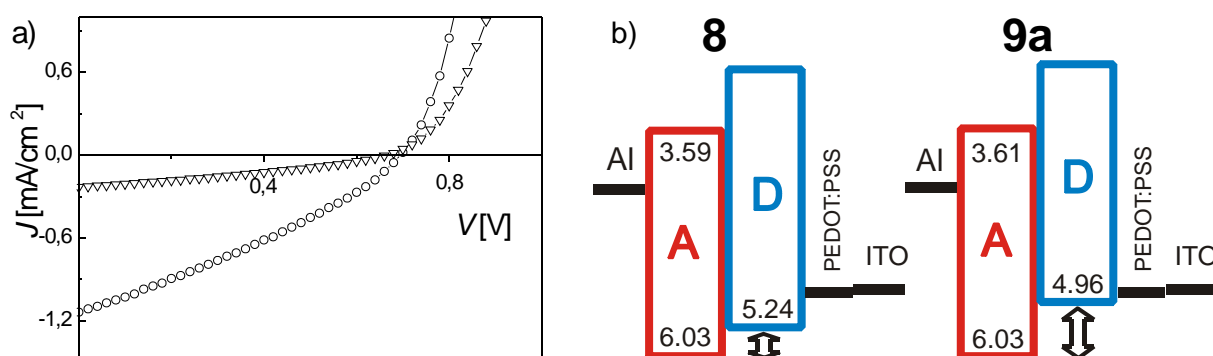 a)
J[mA/cm²]
0,6
0,0
-0,6
-1,2
0,4
0,8
V[V]
b)
8
Al
3.59
A
6.03
D
5.24
PEDOT:PSS
ITO
9a
Al
3.61
A
6.03
D
4.96
PEDOT:PSS
ITO